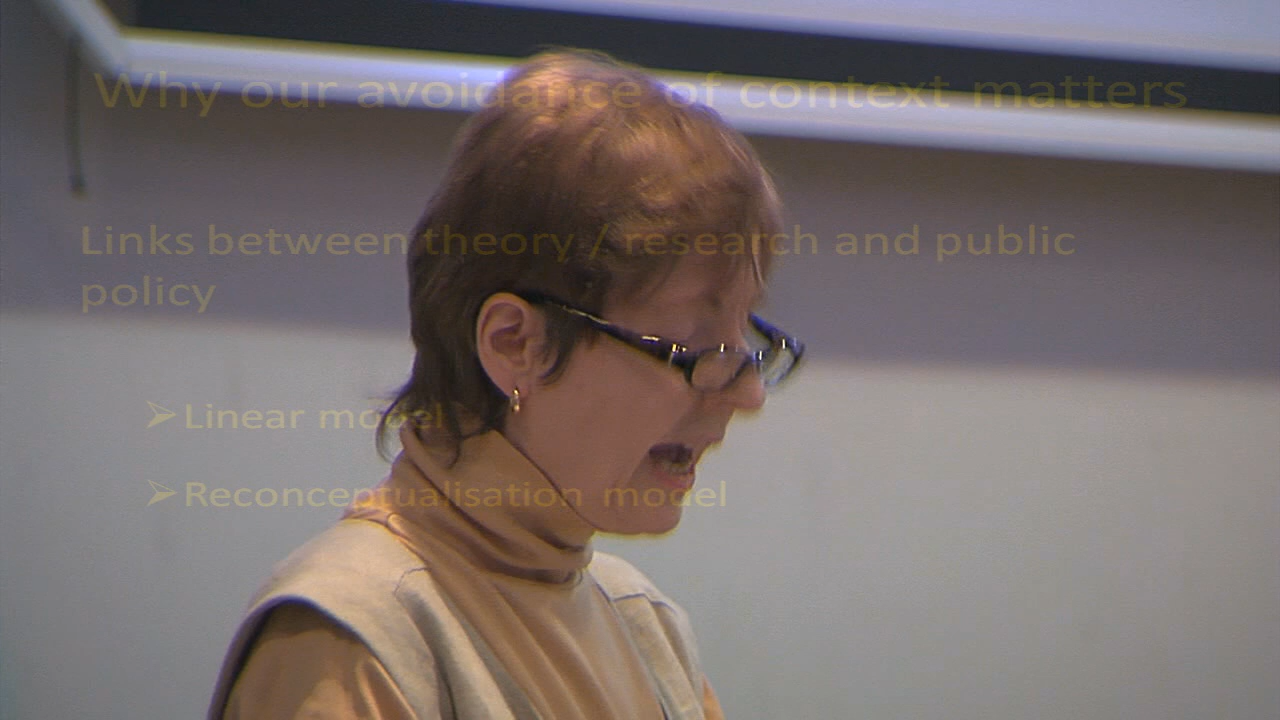 Why our avoidance of context matters
Links between theory / research and public
policy
➢Linear model
➢Reconceptualisation model